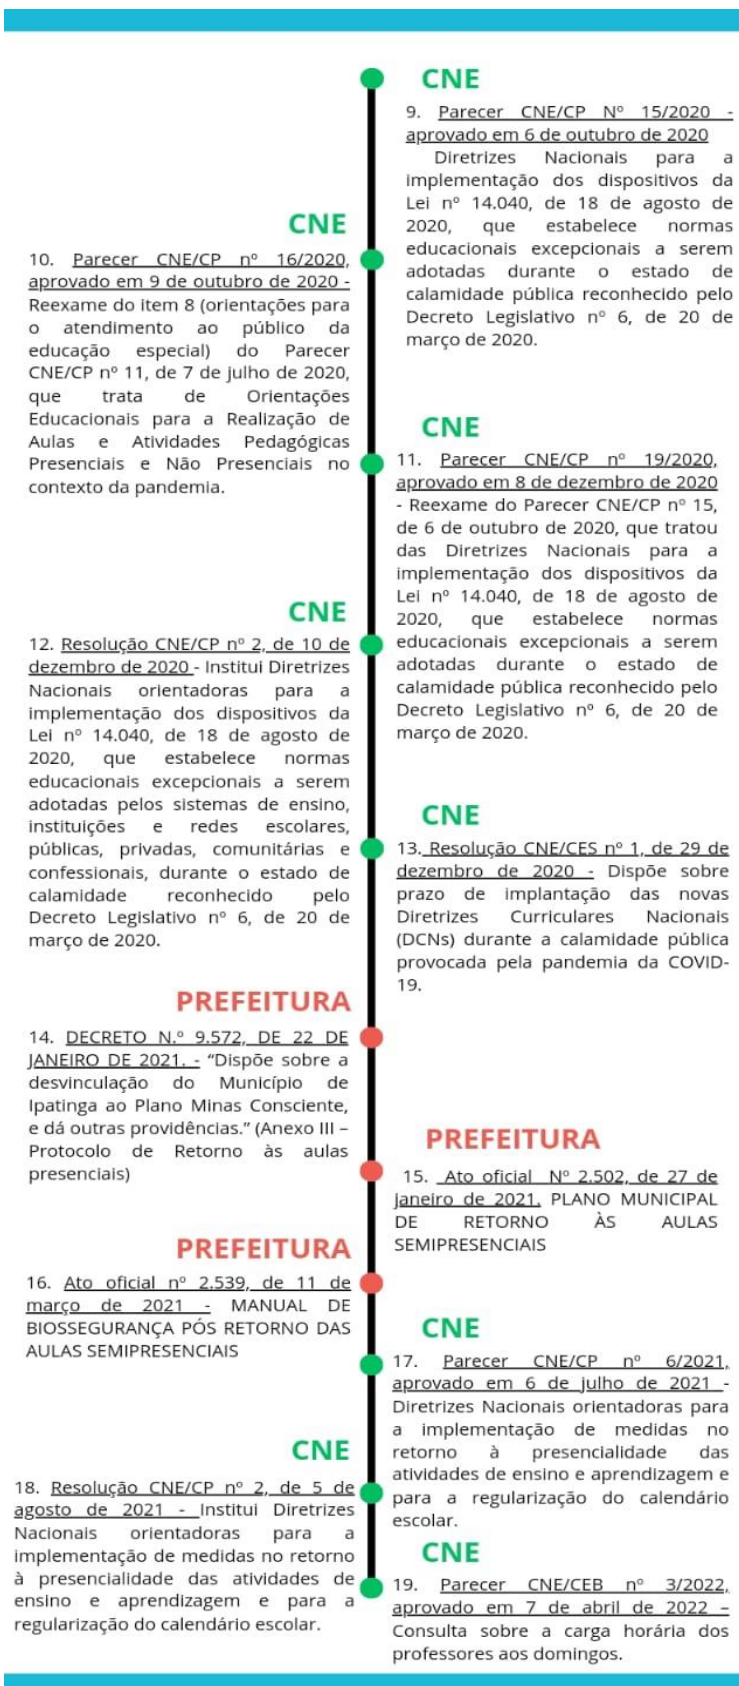 CNE
9. Parecer CNE/CP Nº 15/2020 -
aprovado em 6 de outubro de 2020
Diretrizes Nacionais para a
implementação dos dispositivos da
Lei nº 14.040, de 18 de agosto de
2020, que estabelece normas
educacionais excepcionais a serem
adotadas durante o estado de
calamidade pública reconhecido pelo
Decreto Legislativo nº 6, de 20 de
março de 2020.
CNE
10. Parecer CNE/CP nº 16/2020,
aprovado em 9 de outubro de 2020 -
Reexame do item 8 (orientações para
o atendimento ao público da
educação especial) do Parecer
CNE/CP nº 11, de 7 de julho de 2020,
que trata de Orientações
Educacionais para a Realização de
Aulas e Atividades Pedagógicas
Presenciais e Não Presenciais no
contexto da pandemia.
CNE
11. Parecer CNE/CP nº 19/2020,
aprovado em 8 de dezembro de 2020
- Reexame do Parecer CNE/CP nº 15,
de 6 de outubro de 2020, que tratou
das Diretrizes Nacionais para a
implementação dos dispositivos da
Lei nº 14.040, de 18 de agosto de
2020, que estabelece normas
educacionais excepcionais a serem
adotadas durante o estado de
calamidade pública reconhecido pelo
Decreto Legislativo nº 6, de 20 de
março de 2020.
CNE
12. Resolução CNE/CP nº 2, de 10 de
dezembro de 2020 - Institui Diretrizes
Nacionais orientadoras para a
implementação dos dispositivos da
Lei nº 14.040, de 18 de agosto de
2020, que estabelece normas
educacionais excepcionais a serem
adotadas pelos sistemas de ensino,
instituições e redes escolares,
públicas, privadas, comunitárias e
confessionais, durante o estado de
calamidade reconhecido pelo
Decreto Legislativo nº 6, de 20 de
março de 2020.
CNE
13. Resolução CNE/CES nº 1, de 29 de
dezembro de 2020 - Dispõe sobre
prazo de implantação das novas
Diretrizes Curriculares Nacionais
(DCNs) durante a calamidade pública
provocada pela pandemia da COVID-
19.
PREFEITURA
14. DECRETO N.º 9.572, DE 22 DE
JANEIRO DE 2021. - “Dispõe sobre a
desvinculação do Município de
Ipatinga ao Plano Minas Consciente,
e dá outras providências.” (Anexo III –
Protocolo de Retorno às aulas
presenciais)
PREFEITURA
15. Ato oficial Nº 2.502, de 27 de
janeiro de 2021. PLANO MUNICIPAL
DE RETORNO ÀS AULAS
SEMIPRESENCIAIS
PREFEITURA
16. Ato oficial nº 2.539, de 11 de
março de 2021 - MANUAL DE
BIOSSEGURANÇA PÓS RETORNO DAS
AULAS SEMIPRESENCIAIS
CNE
17. Parecer CNE/CP nº 6/2021,
aprovado em 6 de julho de 2021 -
Diretrizes Nacionais orientadoras para
a implementação de medidas no
retorno à presencialidade das
atividades de ensino e aprendizagem e
para a regularização do calendário
escolar.
CNE
18. Resolução CNE/CP nº 2, de 5 de
agosto de 2021 - Institui Diretrizes
Nacionais orientadoras para a
implementação de medidas no retorno
à presencialidade das atividades de
ensino e aprendizagem e para a
regularização do calendário escolar.
CNE
19. Parecer CNE/CEB nº 3/2022,
aprovado em 7 de abril de 2022 –
Consulta sobre a carga horária dos
professores aos domingos.